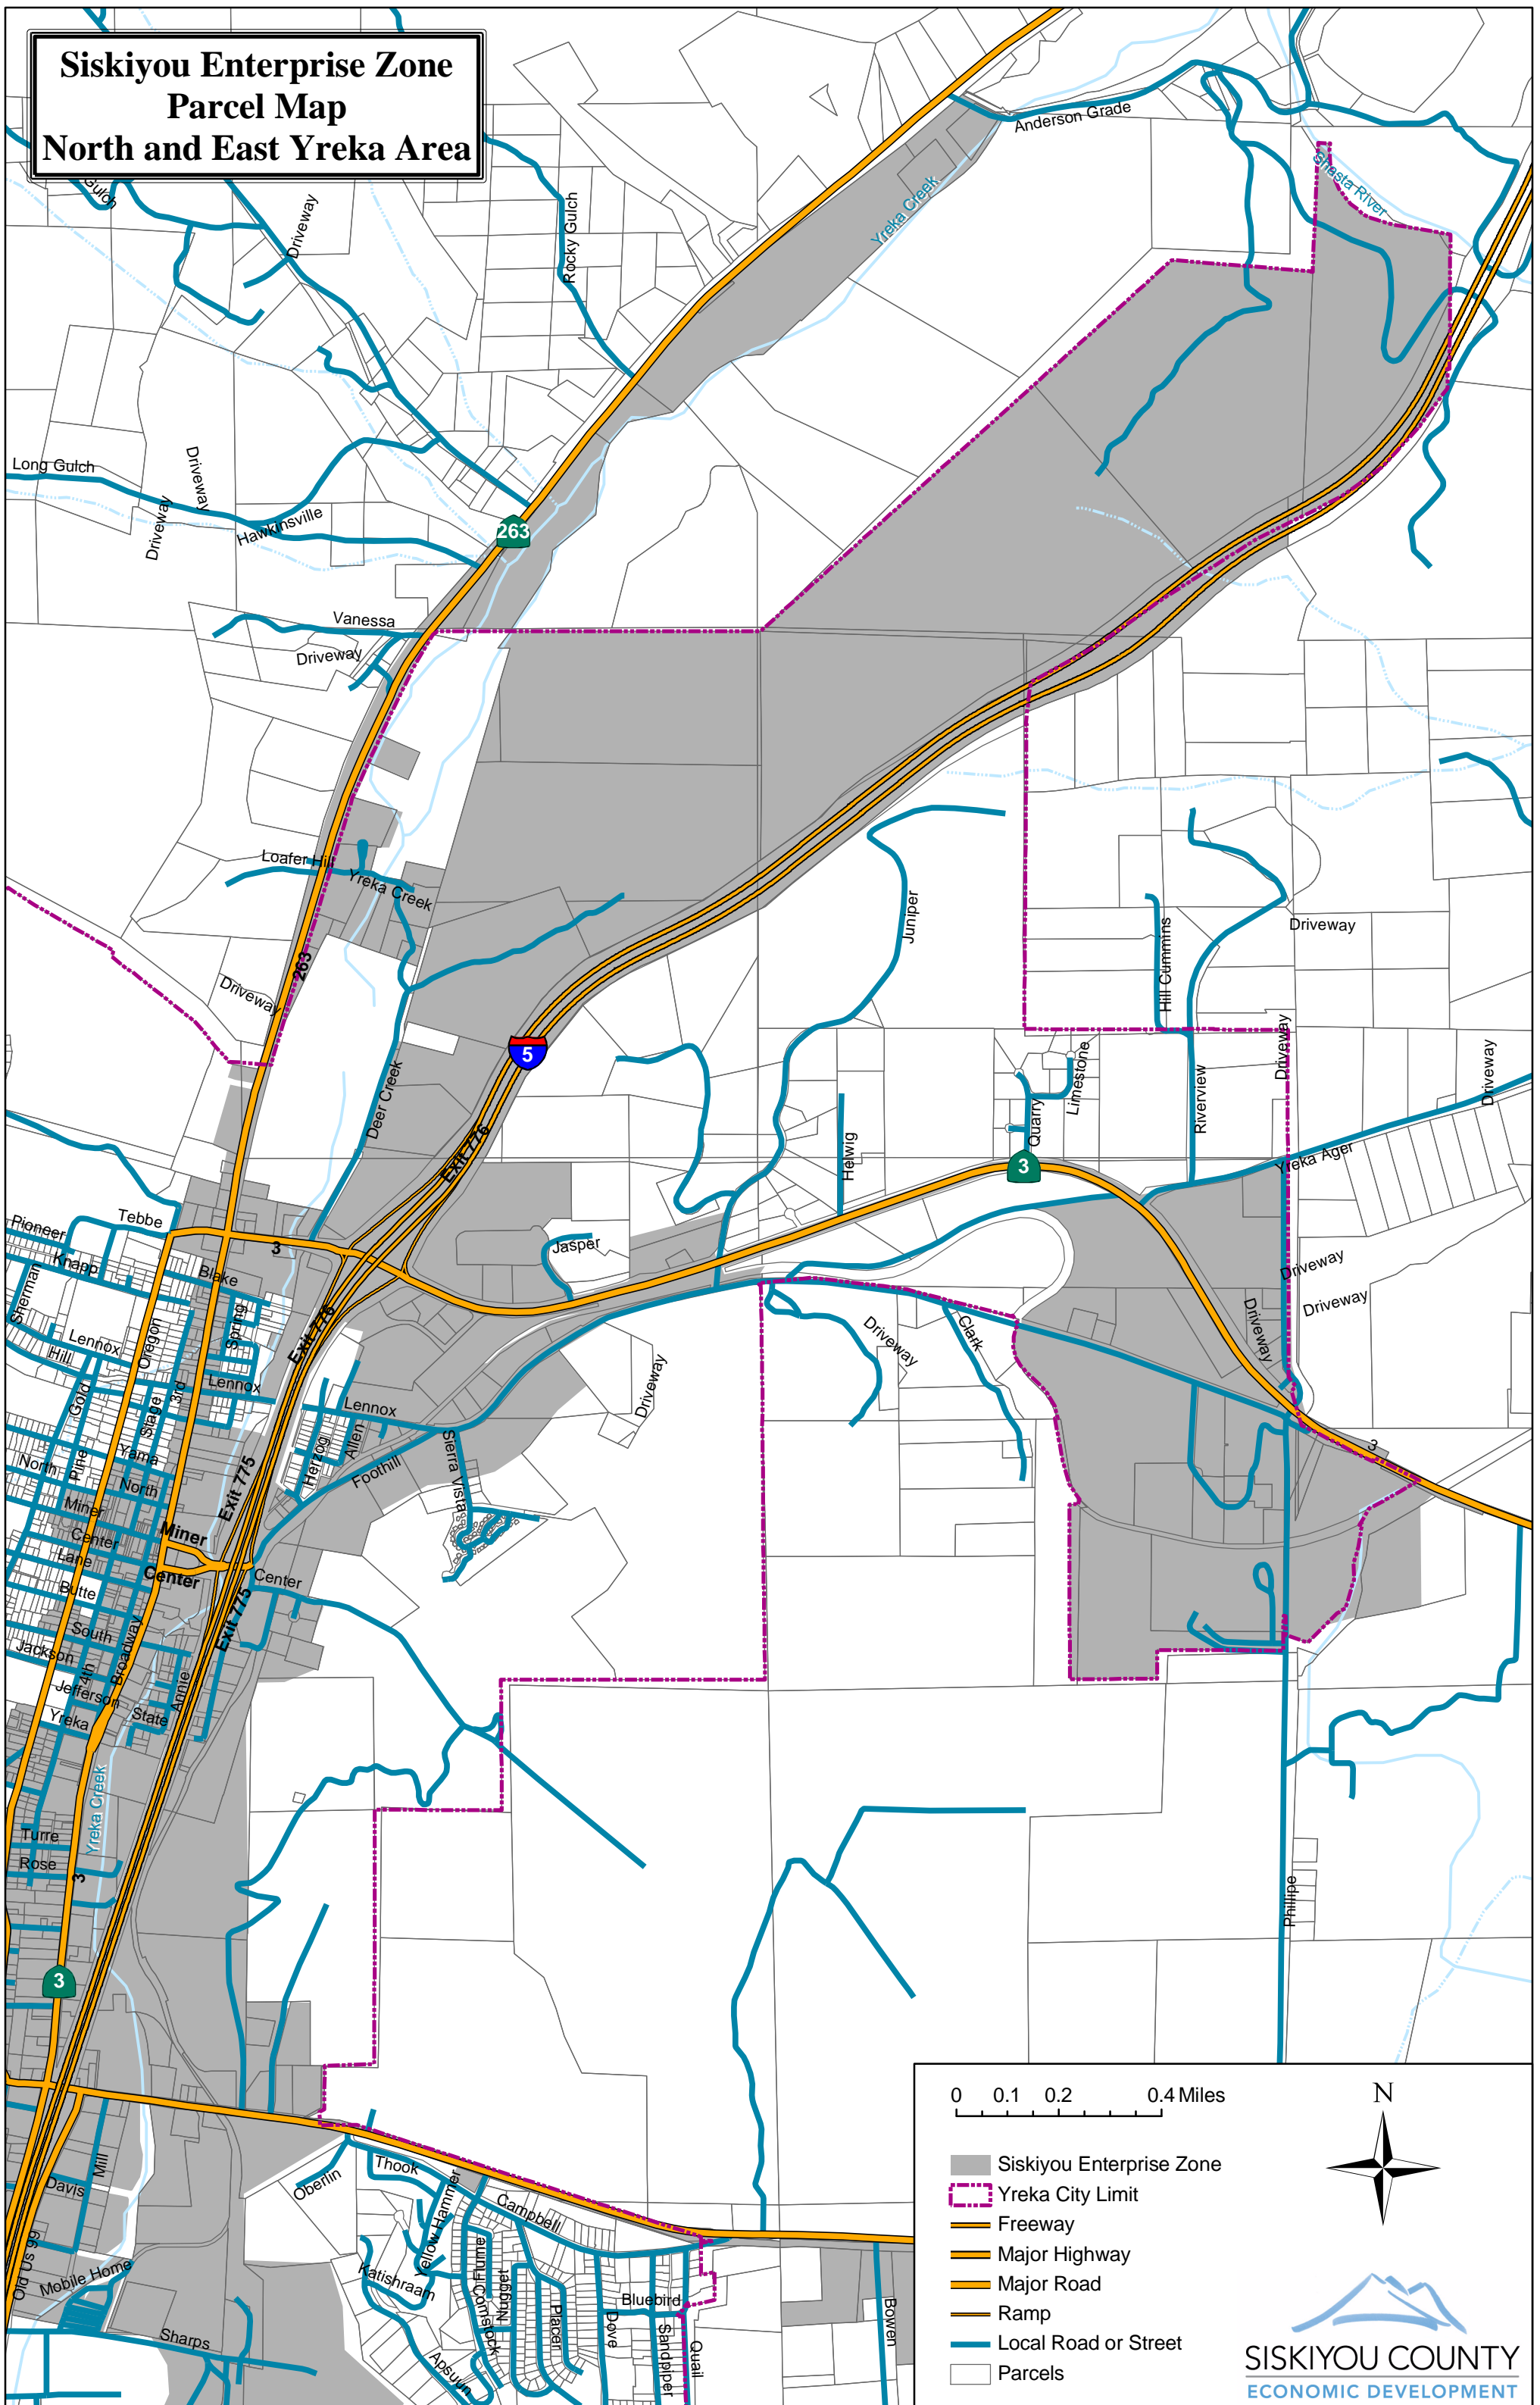 Siskiyou Enterprise Zone
Parcel Map
North and East Yreka Area
Gulch
Driveway
Rocky Gulch
Anderson Grade
Yreka Creek
Shasta River
Long Gulch
Driveway
Driveway
Hawkinsville
263
Vanessa
Driveway
Loafer Hill
Yreka Creek
263
Driveway
Juniper
Hill Cummins
Driveway
5
Deer Creek
Exit 776
Helwig
Quarry
Limestone
Riverview
Driveway
Driveway
3
Yreka Ager
Pioneer
Tebbe
3
Knapp
Blake
Jasper
Sherman
Spring
Exit 776
Lennox
Oregon
Hill
Lennox
Gold
Stage
3rd
Lennox
Driveway
Driveway
Clark
Driveway
Driveway
Driveway
3
Yama
North
Pine
North
Exit 775
Herzog
Allen
Foothill
Sierra Vista
Miner
Miner
Center
Lane
Center
Center
Butte
Exit 775
South
Broadway
Jackson
4th
Jefferson
Annie
State
Yreka
Yreka Creek
Turre
Rose
3
3
Phillipe
Mill
Davis
Old Us 99
Mobile Home
Sharps
Oberlin
Thook
Yellow Hammer
Campbell
Katishraam
Flume
Comstock
Nugget
Placer
Apsuun
Dove
Bluebird
Sandpiper
Quail
Bowen
0 0.1 0.2 0.4 Miles
N
Siskiyou Enterprise Zone
Yreka City Limit
Freeway
Major Highway
Major Road
Ramp
Local Road or Street
Parcels
SISKIYOU COUNTY
ECONOMIC DEVELOPMENT